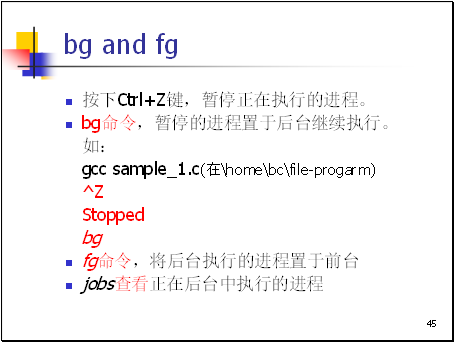 bg and fg
按下Ctrl+Z键，暂停正在执行的进程。
bg命令，暂停的进程置于后台继续执行。
如：
gcc sample_1.c(在\home\bc\file-progarm)
^Z
Stopped
bg
fg命令，将后台执行的进程置于前台
jobs查看正在后台中执行的进程
45